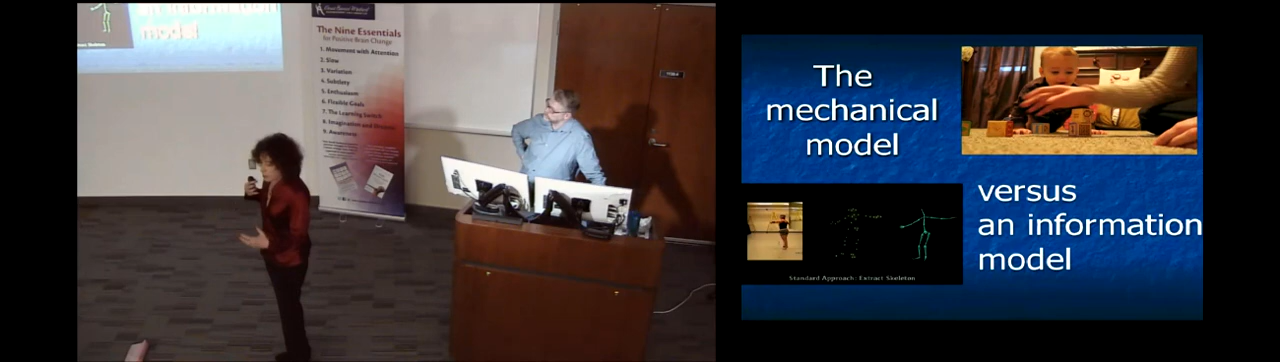 The Nine Essentials
for Positive Brain Change
1. Movement with Attention
2. Slow
3. Variation
4. Subtlety
5. Enthusiasm
6. Flexible Goals
7. The Learning Switch
8. Imagination and Dreams
9. Awareness
The
mechanical
model
versus
an information
model
Standard Approach: Extract Skeleton